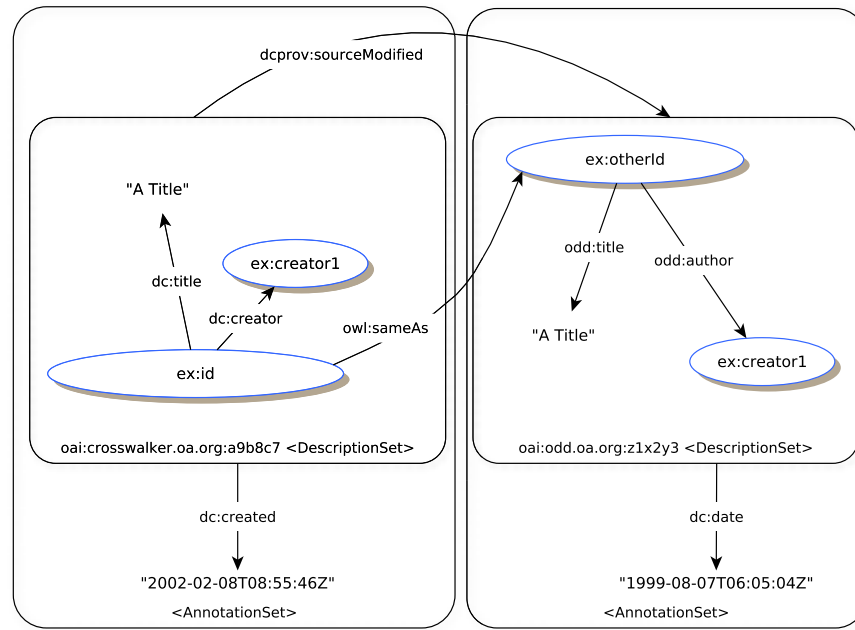 dcprov:sourceModified
ex:otherId
"A Title"
odd:title
ex:creator1
odd:author
dc:title
dc:creator
owl:sameAs
"A Title"
ex:id
ex:creator1
oai:crosswalker.oa.org:a9b8c7 <DescriptionSet>
oai:odd.oa.org:z1x2y3 <DescriptionSet>
dc:created
dc:date
"2002-02-08T08:55:46Z"
"1999-08-07T06:05:04Z"
<AnnotationSet>
<AnnotationSet>